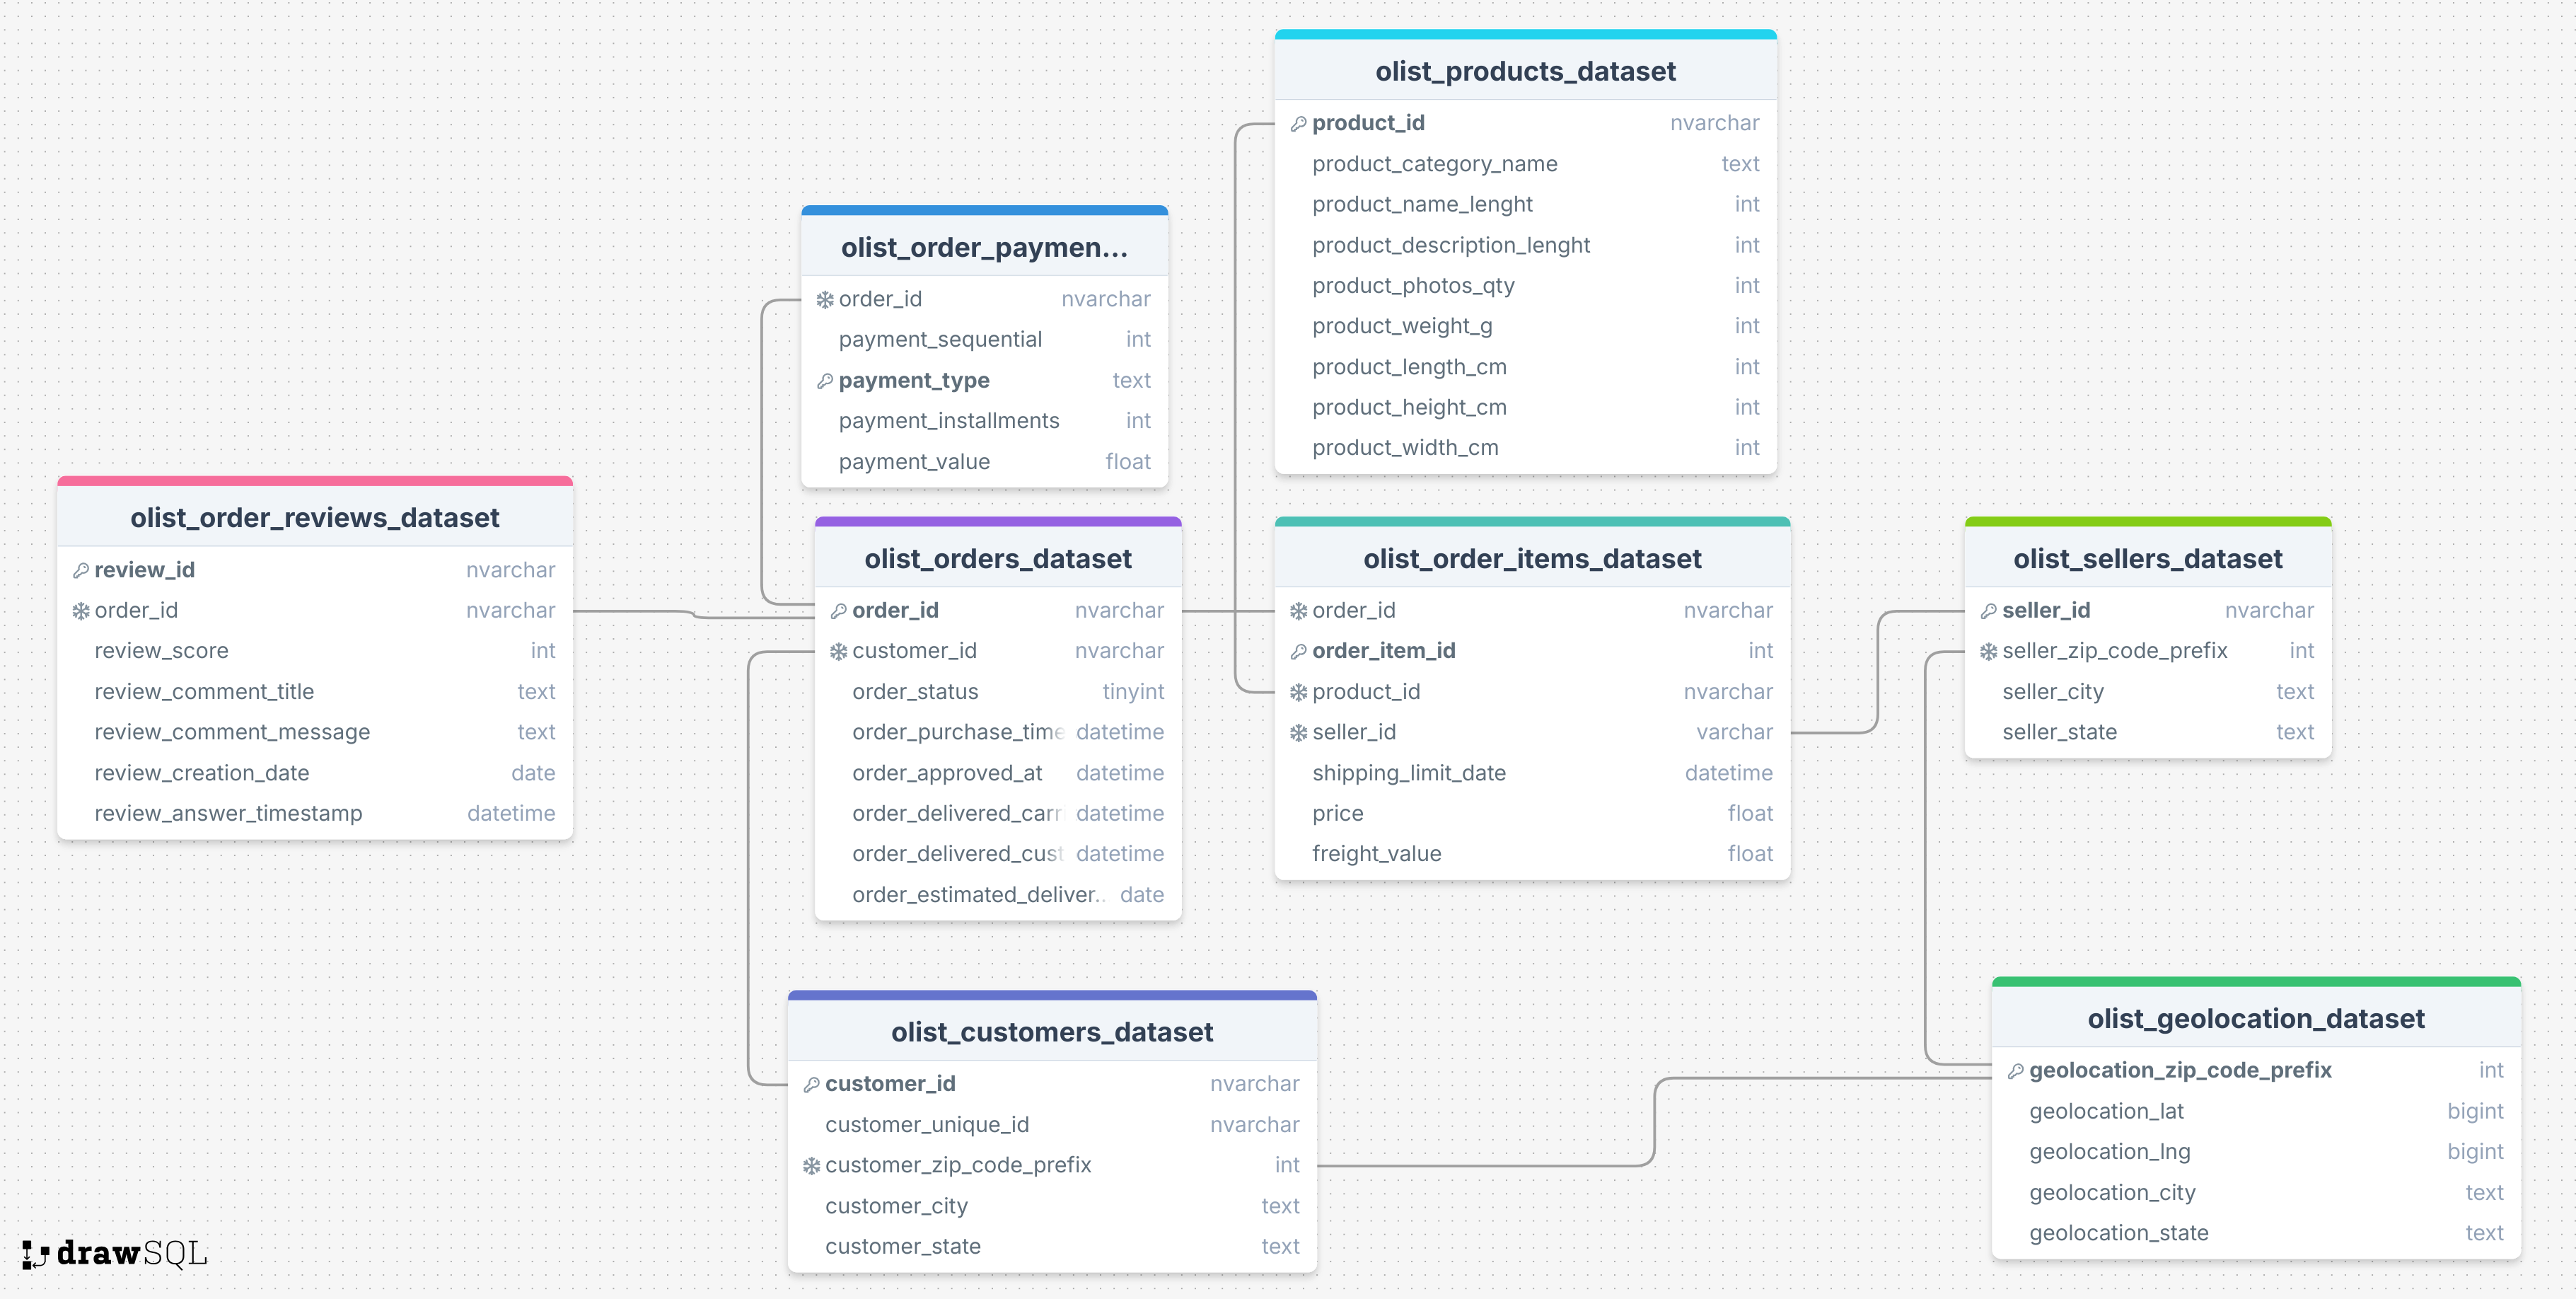 olist_products_dataset
product_id nvarchar
product_category_name text
product_name_lenght int
product_description_lenght int
product_photos_qty int
product_weight_g int
product_length_cm int
product_height_cm int
product_width_cm int
olist_order_paymen...
order_id nvarchar
payment_sequential int
payment_type text
payment_installments int
payment_value float
olist_order_reviews_dataset
review_id nvarchar
order_id nvarchar
review_score int
review_comment_title text
review_comment_message text
review_creation_date date
review_answer_timestamp datetime
olist_orders_dataset
order_id nvarchar
customer_id nvarchar
order_status tinyint
order_purchase_time datetime
order_approved_at datetime
order_delivered_carr datetime
order_delivered_cust datetime
order_estimated_deliver.. date
olist_order_items_dataset
order_id nvarchar
order_item_id int
product_id nvarchar
seller_id varchar
shipping_limit_date datetime
price float
freight_value float
olist_sellers_dataset
seller_id nvarchar
seller_zip_code_prefix int
seller_city text
seller_state text
olist_customers_dataset
customer_id nvarchar
customer_unique_id nvarchar
customer_zip_code_prefix int
customer_city text
customer_state text
olist_geolocation_dataset
geolocation_zip_code_prefix int
geolocation_lat bigint
geolocation_lng bigint
geolocation_city text
geolocation_state text
drawSQL